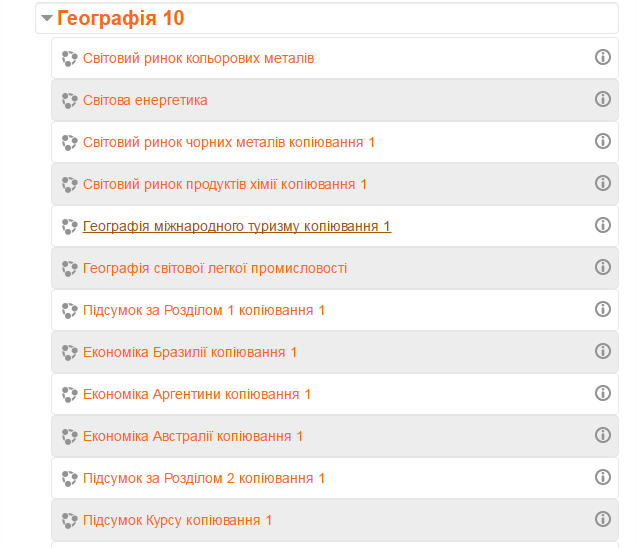 Географія 10
Світовий ринок кольорових металів
Світова енергетика
Світовий ринок чорних металів копіювання 1
Світовий ринок продуктів хімії копіювання 1
Географія міжнародного туризму копіювання 1
Географія світової легкої промисловості
Підсумок за Розділом 1 копіювання 1
Економіка Бразилії копіювання 1
Економіка Аргентини копіювання 1
Економіка Австралії копіювання 1
Підсумок за Розділом 2 копіювання 1
Підсумок Курсу копіювання 1